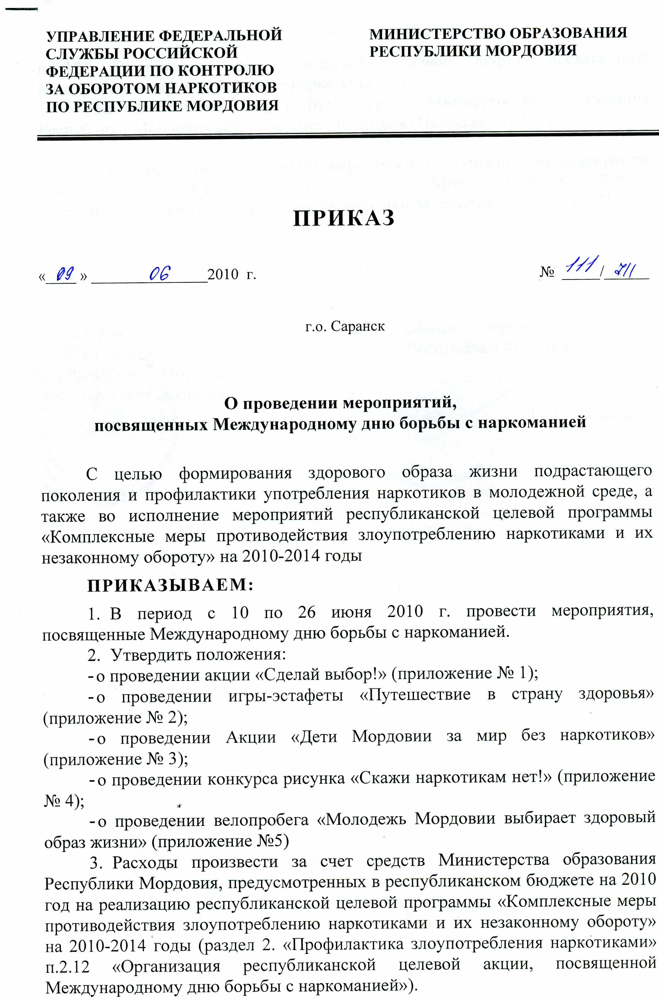 УПРАВЛЕНИЕ ФЕДЕРАЛЬНОЙ
СЛУЖБЫ РОССИЙСКОЙ
ФЕДЕРАЦИИ ПО КОНТРОЛЮ
ЗА ОБОРОТОМ НАРКОТИКОВ
ПО РЕСПУБЛИКЕ МОРДОВИЯ
МИНИСТЕРСТВО ОБРАЗОВАНИЯ
РЕСПУБЛИКИ МОРДОВИЯ
ПРИКАЗ
« 09 » 06 2010 г. № 111/711
г.о. Саранск
О проведении мероприятий,
посвященных Международному дню борьбы с наркоманией
С целью формирования здорового образа жизни подрастающего
поколения и профилактики употребления наркотиков в молодежной среде, а
также во исполнение мероприятий республиканской целевой программы
«Комплексные меры противодействия злоупотреблению наркотиками и их
незаконному обороту» на 2010-2014 годы
ПРИКАЗЫВАЕМ:
1. В период с 10 по 26 июня 2010 г. провести мероприятия,
посвященные Международному дню борьбы с наркоманией.
2. Утвердить положения:
-о проведении акции «Сделай выбор!» (приложение № 1);
-о проведении игры-эстафеты «Путешествие в страну здоровья»
(приложение № 2);
-о проведении Акции «Дети Мордовии за мир без наркотиков»
(приложение № 3);
-о проведении конкурса рисунка «Скажи наркотикам нет!» (приложение
№ 4);
-о проведении велопробега «Молодежь Мордовии выбирает здоровый
образ жизни» (приложение №5)
3. Расходы произвести за счет средств Министерства образования
Республики Мордовия, предусмотренных в республиканском бюджете на 2010
год на реализацию республиканской целевой программы «Комплексные меры
противодействия злоупотреблению наркотиками и их незаконному обороту»
на 2010-2014 годы (раздел 2. «Профилактика злоупотребления наркотиками»
п.2.12 «Организация республиканской целевой акции, посвященной
Международному дню борьбы с наркоманией»).